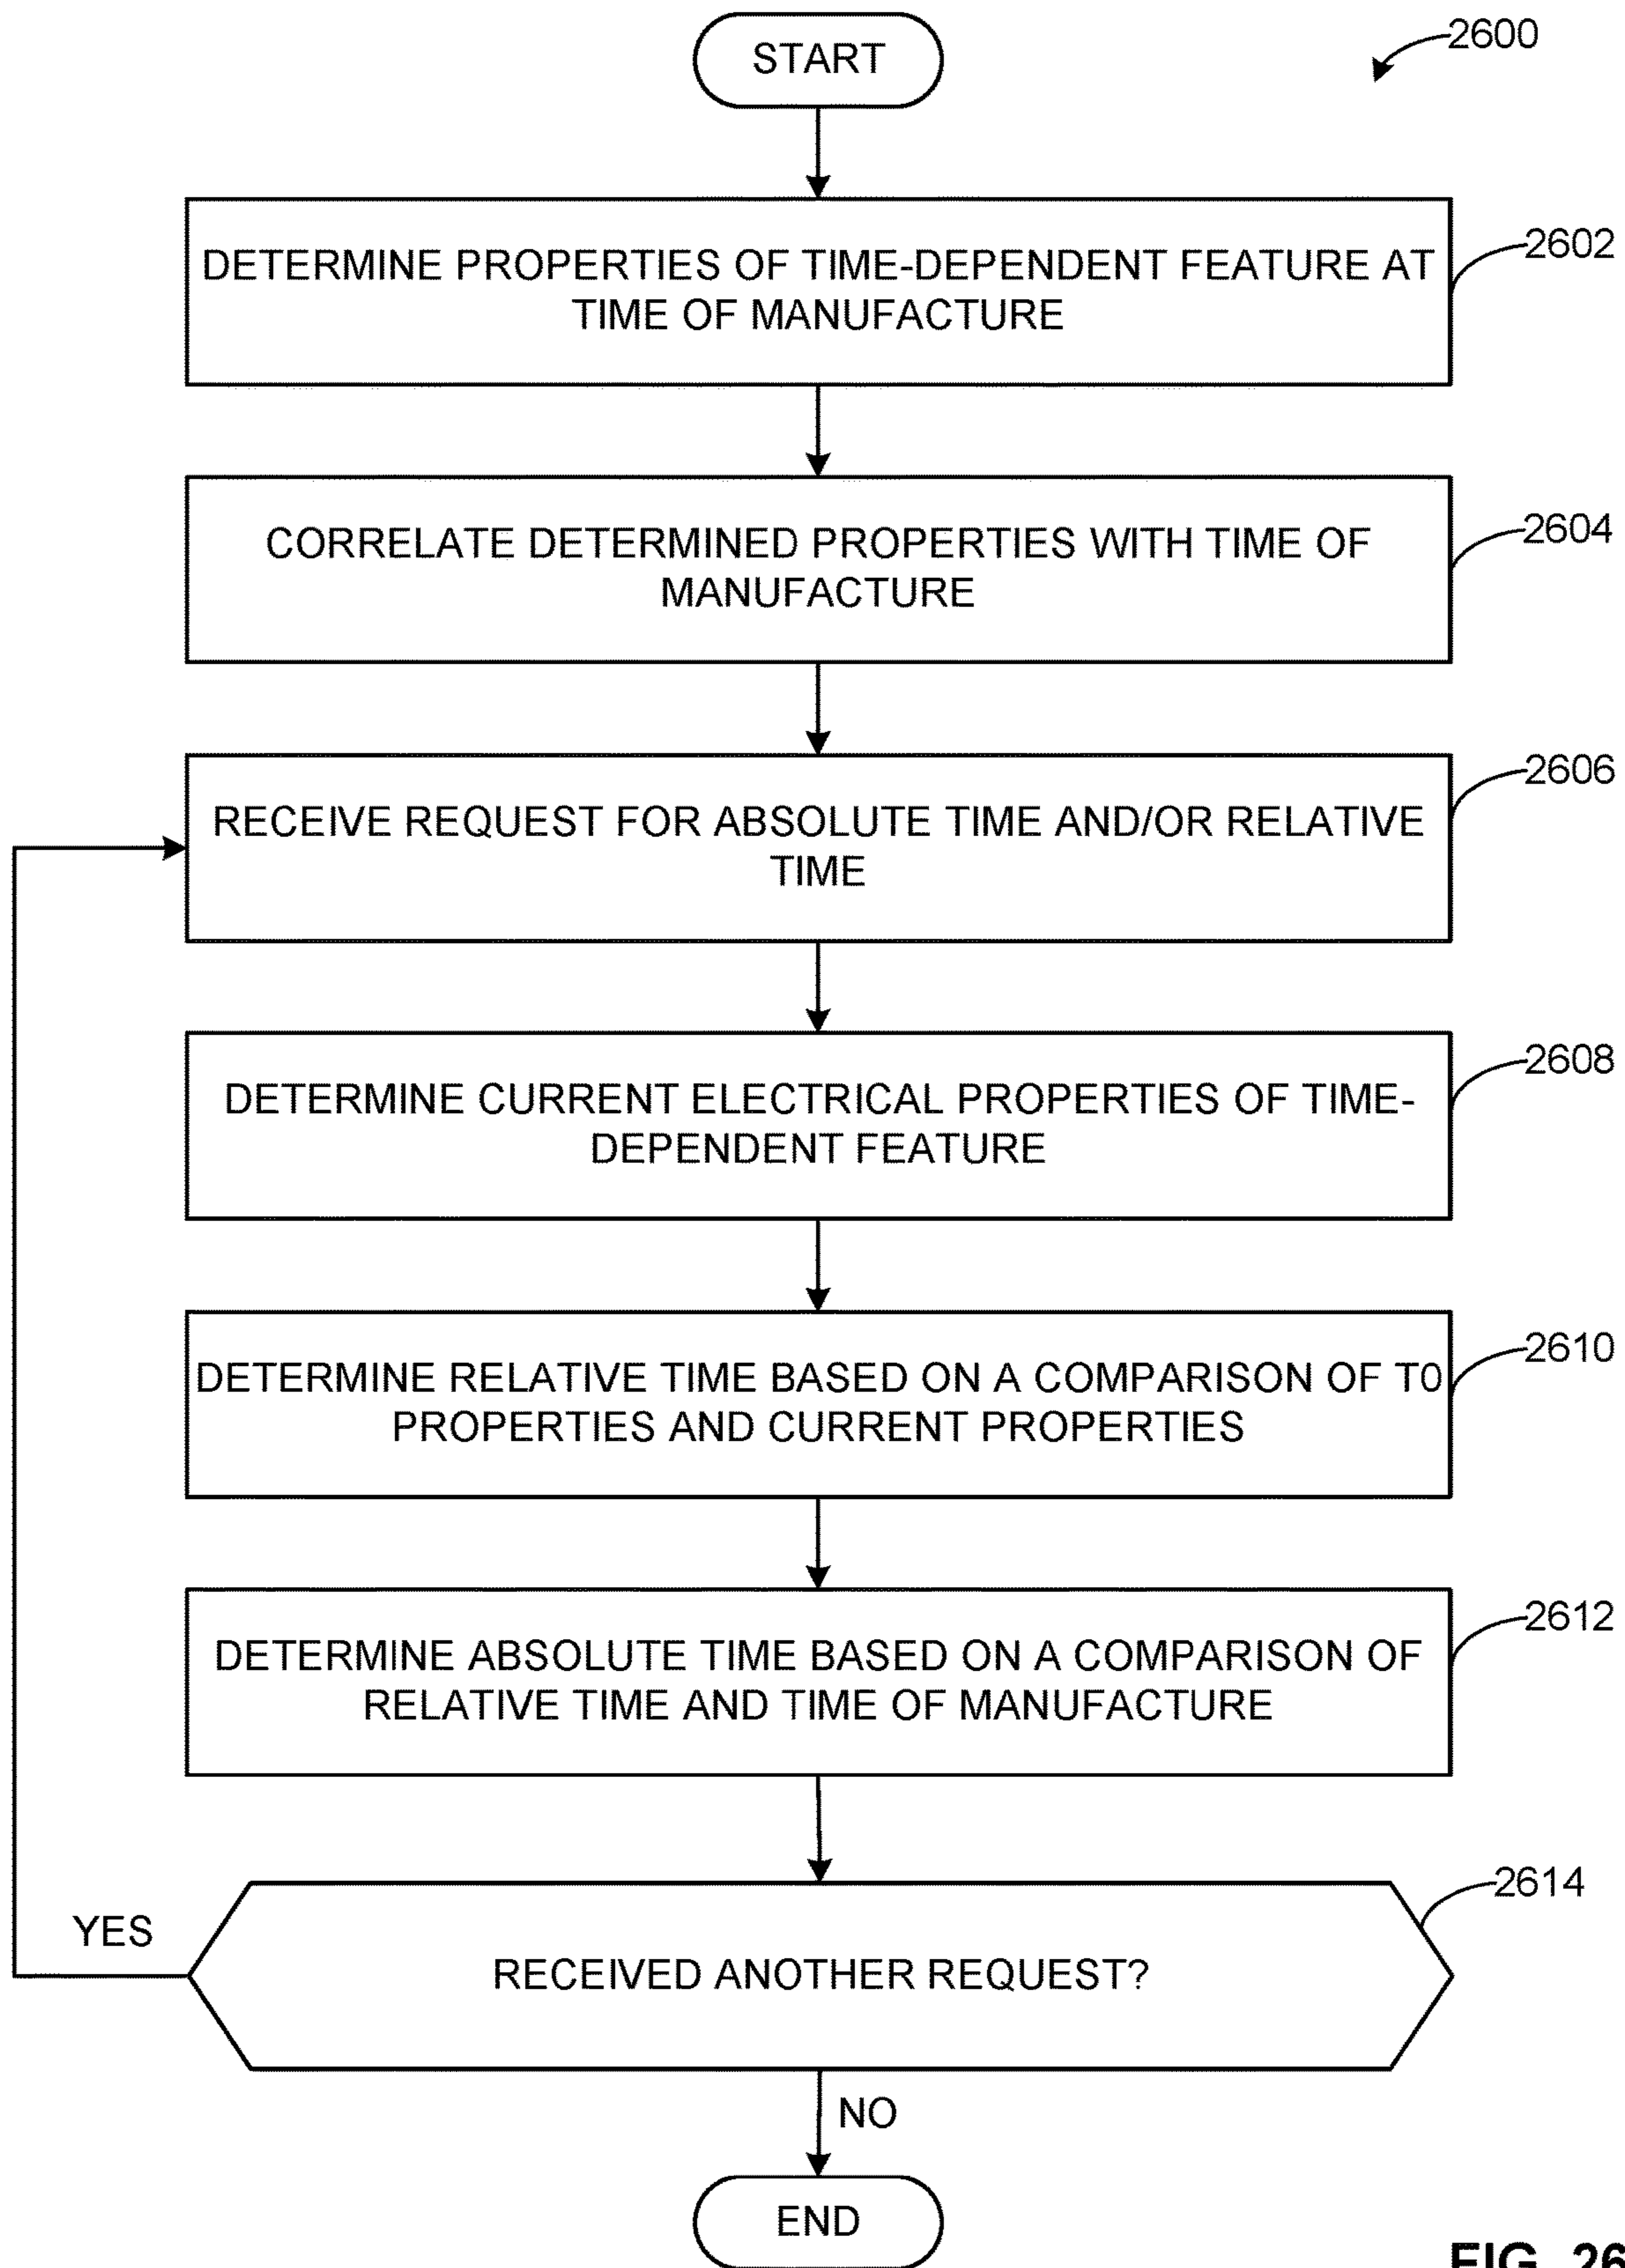 START
2600
DETERMINE PROPERTIES OF TIME-DEPENDENT FEATURE AT
TIME OF MANUFACTURE
2602
CORRELATE DETERMINED PROPERTIES WITH TIME OF
MANUFACTURE
2604
RECEIVE REQUEST FOR ABSOLUTE TIME AND/OR RELATIVE
TIME
2606
DETERMINE CURRENT ELECTRICAL PROPERTIES OF TIME-
DEPENDENT FEATURE
2608
DETERMINE RELATIVE TIME BASED ON A COMPARISON OF T0
PROPERTIES AND CURRENT PROPERTIES
2610
DETERMINE ABSOLUTE TIME BASED ON A COMPARISON OF
RELATIVE TIME AND TIME OF MANUFACTURE
2612
2614
YES
RECEIVED ANOTHER REQUEST?
NO
END
FIG. 26